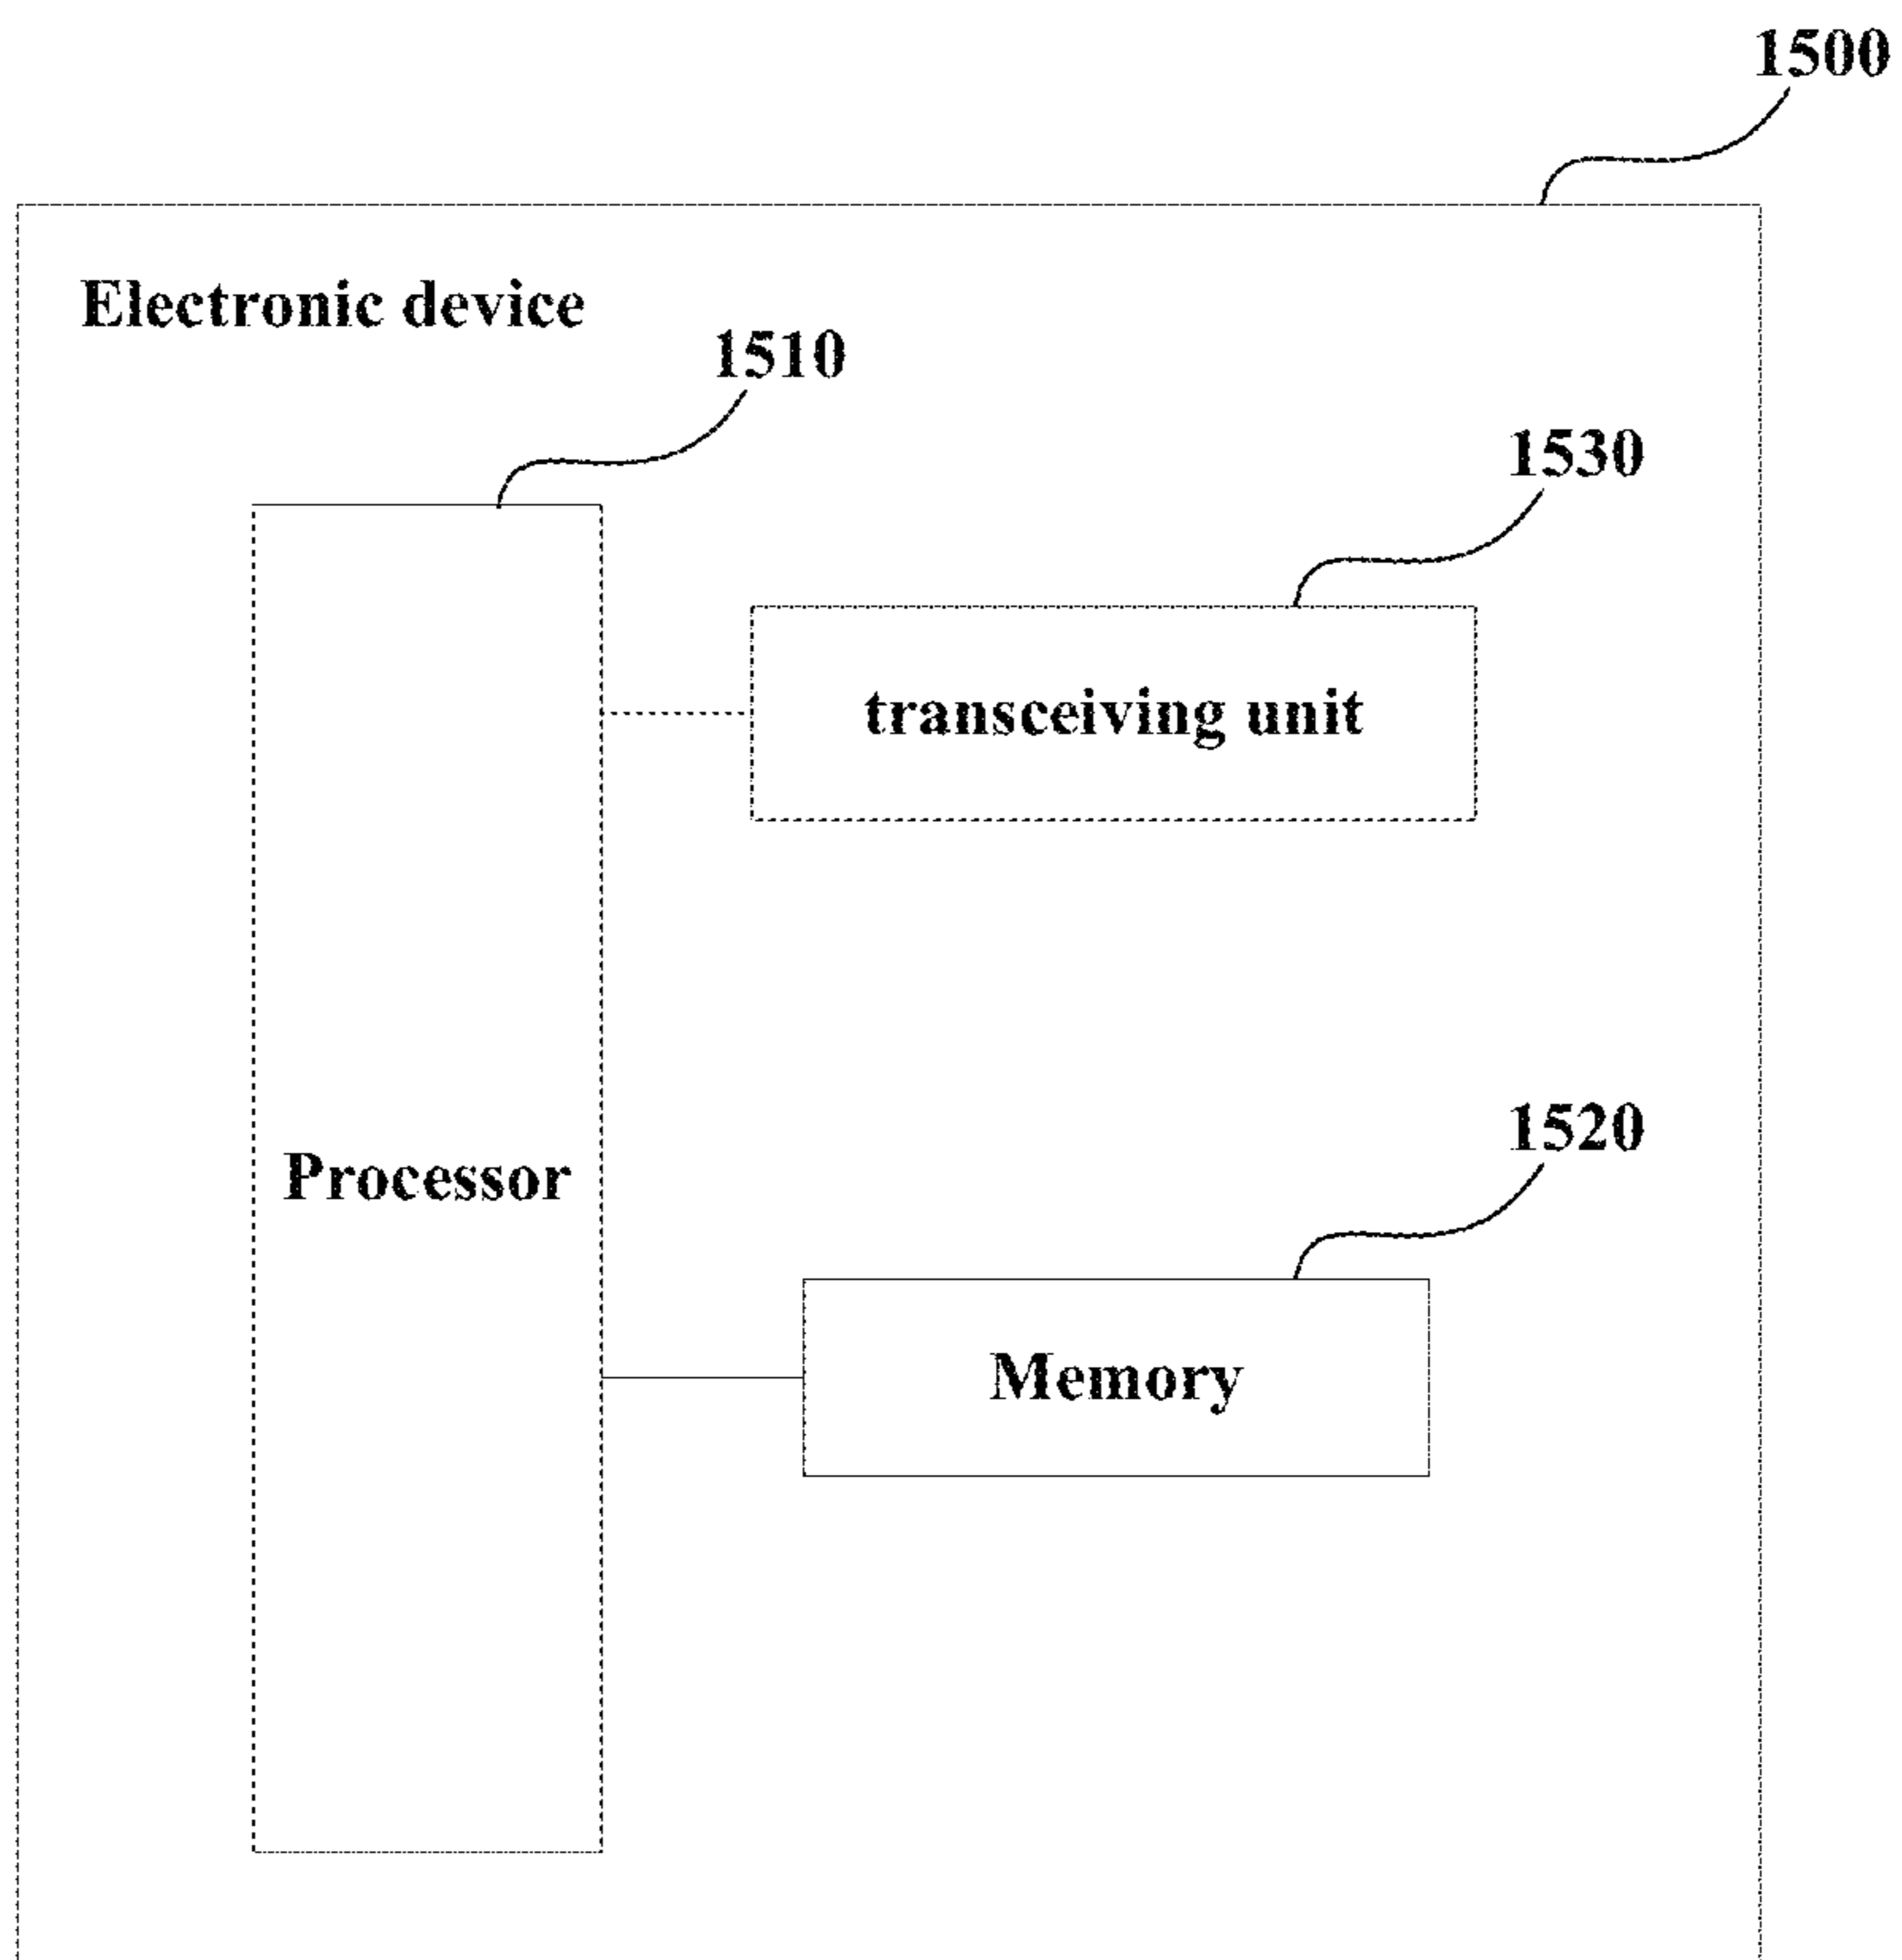 1500
Electronic device
1510
1530
transceiving unit
1520
Processor
Memory